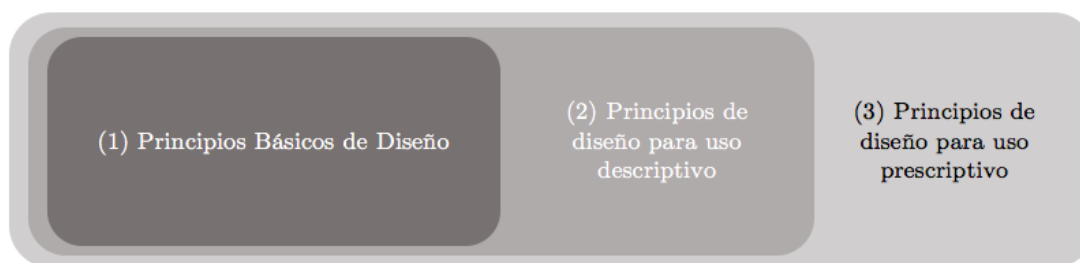 (1) Principios Básicos de Diseño
(2) Principios de
diseño para uso
descriptivo
(3) Principios de
diseño para uso
prescriptivo